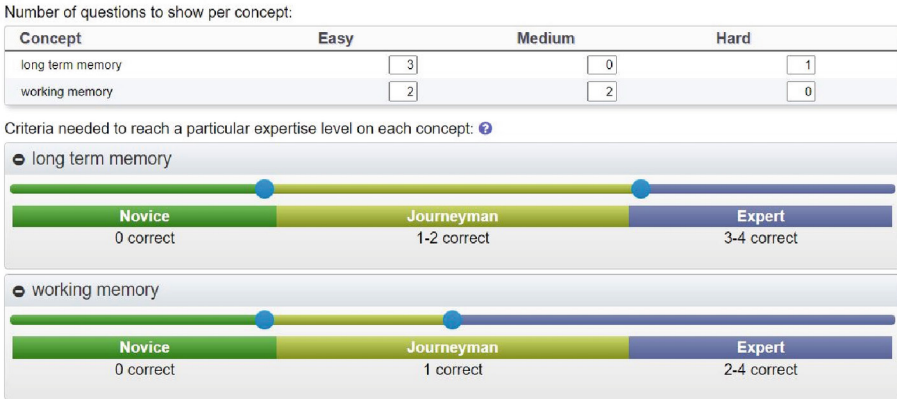 Number of questions to show per concept:
Concept Easy Medium Hard
long term memory 3 0 1
working memory 2 2 0
Criteria needed to reach a particular expertise level on each concept: ?
long term memory
Novice Journeyman Expert
0 correct 1-2 correct 3-4 correct
working memory
Novice Journeyman Expert
0 correct 1 correct 2-4 correct